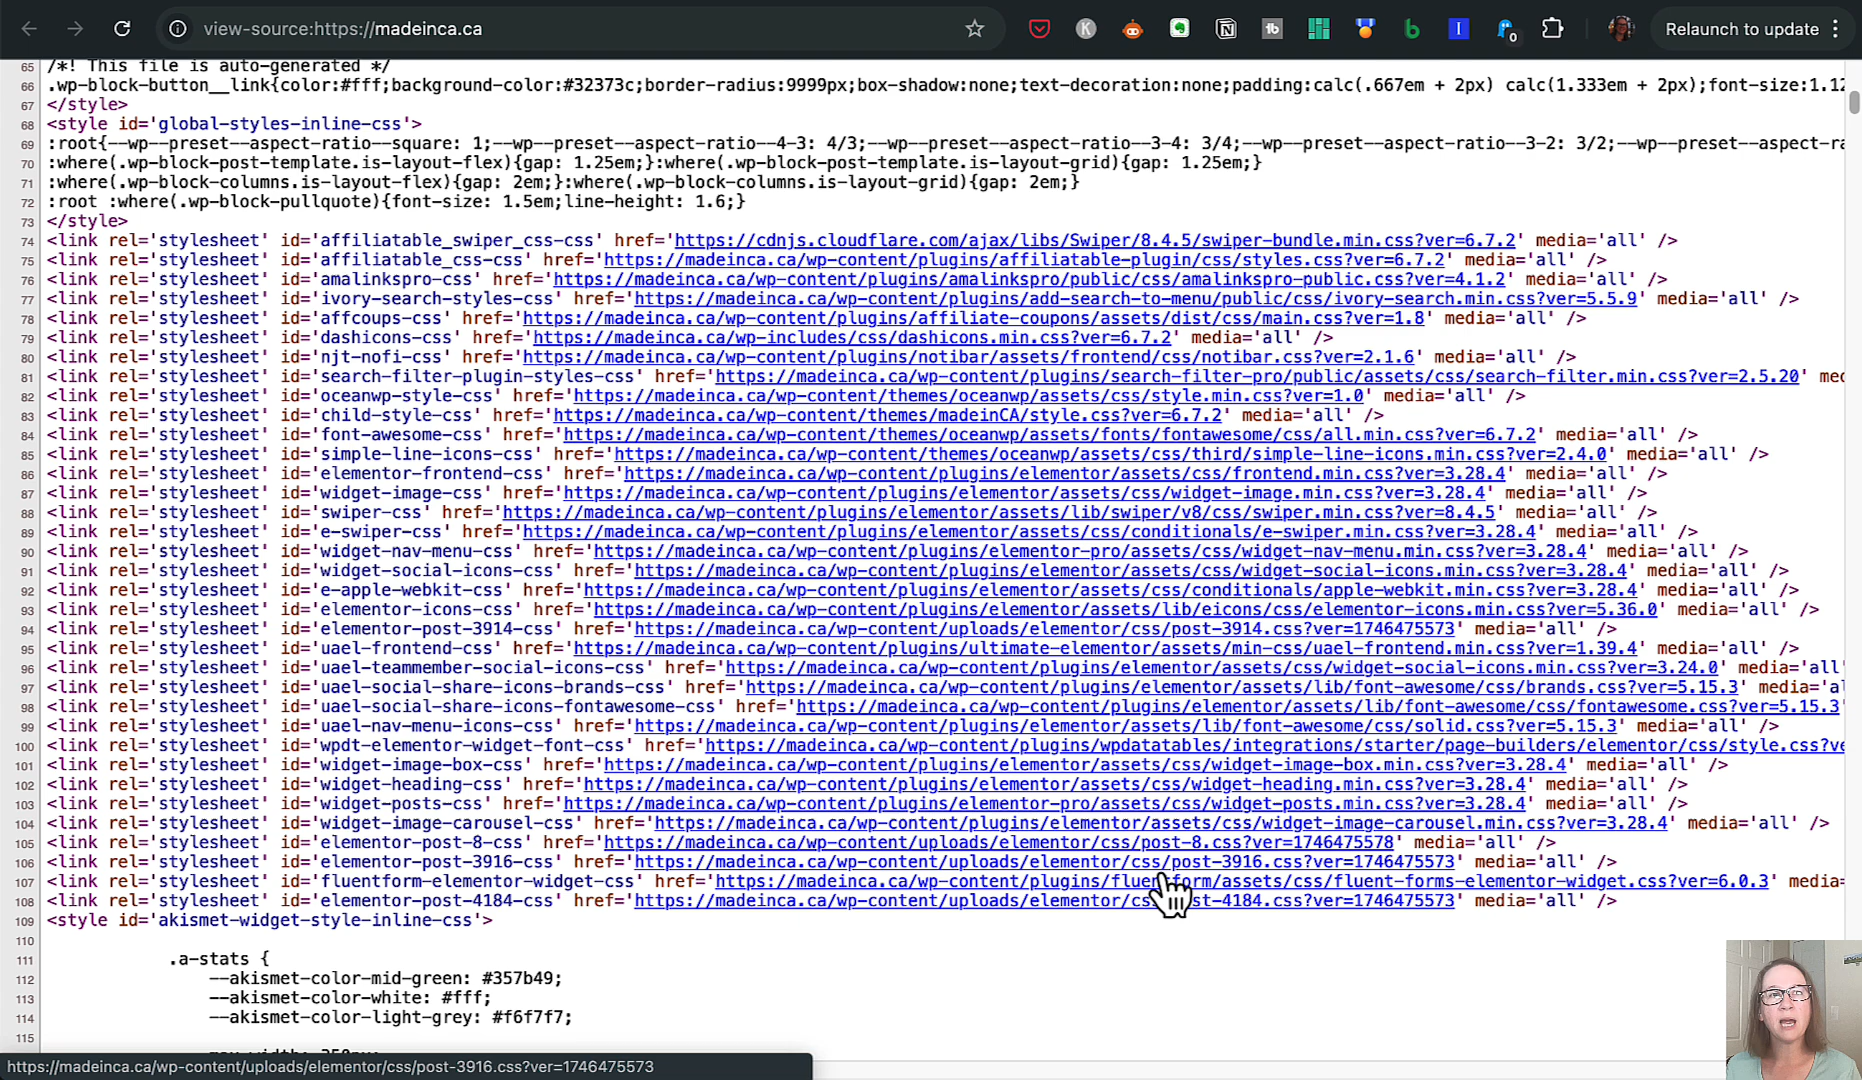 view-source:https://madeinca.ca
K
N
tb
b
I
0
Relaunch to update
65 /*! This file is auto-generated */
66 .wp-block-button__link{color:#fff;background-color:#32373c;border-radius:9999px;box-shadow:none;text-decoration:none;padding:calc(.667em + 2px) calc(1.333em + 2px);font-size:1.12
67 </style>
68 <style id='global-styles-inline-css'>
69 :root{--wp--preset--aspect-ratio--square: 1;--wp--preset--aspect-ratio--4-3: 4/3;--wp--preset--aspect-ratio--3-4: 3/4;--wp--preset--aspect-ratio--3-2: 3/2;--wp--preset--aspect-ra
70 :where(.wp-block-post-template.is-layout-flex){gap: 1.25em;}:where(.wp-block-post-template.is-layout-grid){gap: 1.25em;}
71 :where(.wp-block-columns.is-layout-flex){gap: 2em;}:where(.wp-block-columns.is-layout-grid){gap: 2em;}
72 :root :where(.wp-block-pullquote){font-size: 1.5em;line-height: 1.6;}
73 </style>
74 <link rel='stylesheet' id='affiliatable_swiper_css-css' href='https://cdnjs.cloudflare.com/ajax/libs/Swiper/8.4.5/swiper-bundle.min.css?ver=6.7.2' media='all' />
75 <link rel='stylesheet' id='affiliatable_css-css' href='https://madeinca.ca/wp-content/plugins/affiliatable-plugin/css/styles.css?ver=6.7.2' media='all' />
76 <link rel='stylesheet' id='amalinkspro-css' href='https://madeinca.ca/wp-content/plugins/amalinkspro/public/css/amalinkspro-public.css?ver=4.1.2' media='all' />
77 <link rel='stylesheet' id='ivory-search-styles-css' href='https://madeinca.ca/wp-content/plugins/add-search-to-menu/public/css/ivory-search.min.css?ver=5.5.9' media='all' />
78 <link rel='stylesheet' id='affcoups-css' href='https://madeinca.ca/wp-content/plugins/affiliate-coupons/assets/dist/css/main.css?ver=1.8' media='all' />
79 <link rel='stylesheet' id='dashicons-css' href='https://madeinca.ca/wp-includes/css/dashicons.min.css?ver=6.7.2' media='all' />
80 <link rel='stylesheet' id='njt-nofi-css' href='https://madeinca.ca/wp-content/plugins/notibar/assets/frontend/css/notibar.css?ver=2.1.6' media='all' />
81 <link rel='stylesheet' id='search-filter-plugin-styles-css' href='https://madeinca.ca/wp-content/plugins/search-filter-pro/public/assets/css/search-filter.min.css?ver=2.5.20' me
82 <link rel='stylesheet' id='oceanwp-style-css' href='https://madeinca.ca/wp-content/themes/oceanwp/assets/css/style.min.css?ver=1.0' media='all' />
83 <link rel='stylesheet' id='child-style-css' href='https://madeinca.ca/wp-content/themes/madeinCA/style.css?ver=6.7.2' media='all' />
84 <link rel='stylesheet' id='font-awesome-css' href='https://madeinca.ca/wp-content/themes/oceanwp/assets/fonts/fontawesome/css/all.min.css?ver=6.7.2' media='all' />
85 <link rel='stylesheet' id='simple-line-icons-css' href='https://madeinca.ca/wp-content/themes/oceanwp/assets/css/third/simple-line-icons.min.css?ver=2.4.0' media='all' />
86 <link rel='stylesheet' id='elementor-frontend-css' href='https://madeinca.ca/wp-content/plugins/elementor/assets/css/frontend.min.css?ver=3.28.4' media='all' />
87 <link rel='stylesheet' id='widget-image-css' href='https://madeinca.ca/wp-content/plugins/elementor/assets/css/widget-image.min.css?ver=3.28.4' media='all' />
88 <link rel='stylesheet' id='swiper-css' href='https://madeinca.ca/wp-content/plugins/elementor/assets/lib/swiper/v8/css/swiper.min.css?ver=8.4.5' media='all' />
89 <link rel='stylesheet' id='e-swiper-css' href='https://madeinca.ca/wp-content/plugins/elementor/assets/css/conditionals/e-swiper.min.css?ver=3.28.4' media='all' />
90 <link rel='stylesheet' id='widget-nav-menu-css' href='https://madeinca.ca/wp-content/plugins/elementor-pro/assets/css/widget-nav-menu.min.css?ver=3.28.4' media='all' />
91 <link rel='stylesheet' id='widget-social-icons-css' href='https://madeinca.ca/wp-content/plugins/elementor/assets/css/widget-social-icons.min.css?ver=3.28.4' media='all' />
92 <link rel='stylesheet' id='e-apple-webkit-css' href='https://madeinca.ca/wp-content/plugins/elementor/assets/css/conditionals/apple-webkit.min.css?ver=3.28.4' media='all' />
93 <link rel='stylesheet' id='elementor-icons-css' href='https://madeinca.ca/wp-content/plugins/elementor/assets/lib/eicons/css/elementor-icons.min.css?ver=5.36.0' media='all' />
94 <link rel='stylesheet' id='elementor-post-3914-css' href='https://madeinca.ca/wp-content/uploads/elementor/css/post-3914.css?ver=1746475573' media='all' />
95 <link rel='stylesheet' id='uael-frontend-css' href='https://madeinca.ca/wp-content/plugins/ultimate-elementor/assets/min-css/uael-frontend.min.css?ver=1.39.4' media='all' />
96 <link rel='stylesheet' id='uael-teammember-social-icons-css' href='https://madeinca.ca/wp-content/plugins/elementor/assets/css/widget-social-icons.min.css?ver=3.24.0' media='all'
97 <link rel='stylesheet' id='uael-social-share-icons-brands-css' href='https://madeinca.ca/wp-content/plugins/elementor/assets/lib/font-awesome/css/brands.css?ver=5.15.3' media='al
98 <link rel='stylesheet' id='uael-social-share-icons-fontawesome-css' href='https://madeinca.ca/wp-content/plugins/elementor/assets/lib/font-awesome/css/fontawesome.css?ver=5.15.3'
99 <link rel='stylesheet' id='uael-nav-menu-icons-css' href='https://madeinca.ca/wp-content/plugins/elementor/assets/lib/font-awesome/css/solid.css?ver=5.15.3' media='all' />
100 <link rel='stylesheet' id='wpdt-elementor-widget-font-css' href='https://madeinca.ca/wp-content/plugins/wpdatatables/integrations/starter/page-builders/elementor/css/style.css?ve
101 <link rel='stylesheet' id='widget-image-box-css' href='https://madeinca.ca/wp-content/plugins/elementor/assets/css/widget-image-box.min.css?ver=3.28.4' media='all' />
102 <link rel='stylesheet' id='widget-heading-css' href='https://madeinca.ca/wp-content/plugins/elementor/assets/css/widget-heading.min.css?ver=3.28.4' media='all' />
103 <link rel='stylesheet' id='widget-posts-css' href='https://madeinca.ca/wp-content/plugins/elementor-pro/assets/css/widget-posts.min.css?ver=3.28.4' media='all' />
104 <link rel='stylesheet' id='widget-image-carousel-css' href='https://madeinca.ca/wp-content/plugins/elementor/assets/css/widget-image-carousel.min.css?ver=3.28.4' media='all' />
105 <link rel='stylesheet' id='elementor-post-8-css' href='https://madeinca.ca/wp-content/uploads/elementor/css/post-8.css?ver=1746475578' media='all' />
106 <link rel='stylesheet' id='elementor-post-3916-css' href='https://madeinca.ca/wp-content/uploads/elementor/css/post-3916.css?ver=1746475573' media='all' />
107 <link rel='stylesheet' id='fluentform-elementor-widget-css' href='https://madeinca.ca/wp-content/plugins/fluentform/assets/css/fluent-forms-elementor-widget.css?ver=6.0.3' media=
108 <link rel='stylesheet' id='elementor-post-4184-css' href='https://madeinca.ca/wp-content/uploads/elementor/css/post-4184.css?ver=1746475573' media='all' />
109 <style id='akismet-widget-style-inline-css'>
110
111 .a-stats {
112 --akismet-color-mid-green: #357b49;
113 --akismet-color-white: #fff;
114 --akismet-color-light-grey: #f6f7f7;
115
https://madeinca.ca/wp-content/uploads/elementor/css/post-3916.css?ver=1746475573